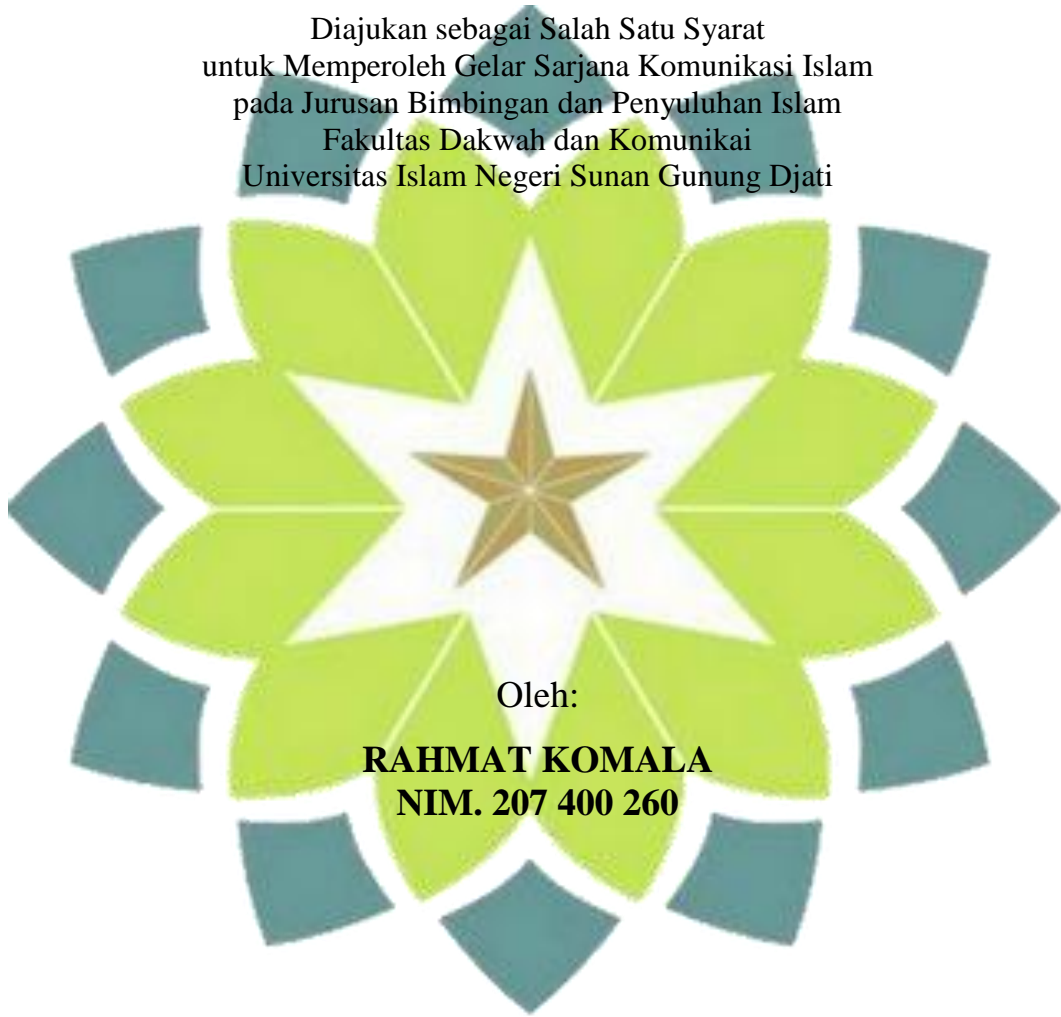 Diajukan sebagai Salah Satu Syarat
untuk Memperoleh Gelar Sarjana Komunikasi Islam
pada Jurusan Bimbingan dan Penyuluhan Islam
Fakultas Dakwah dan Komunikai
Universitas Islam Negeri Sunan Gunung Djati
Oleh:
RAHMAT KOMALA
NIM. 207 400 260